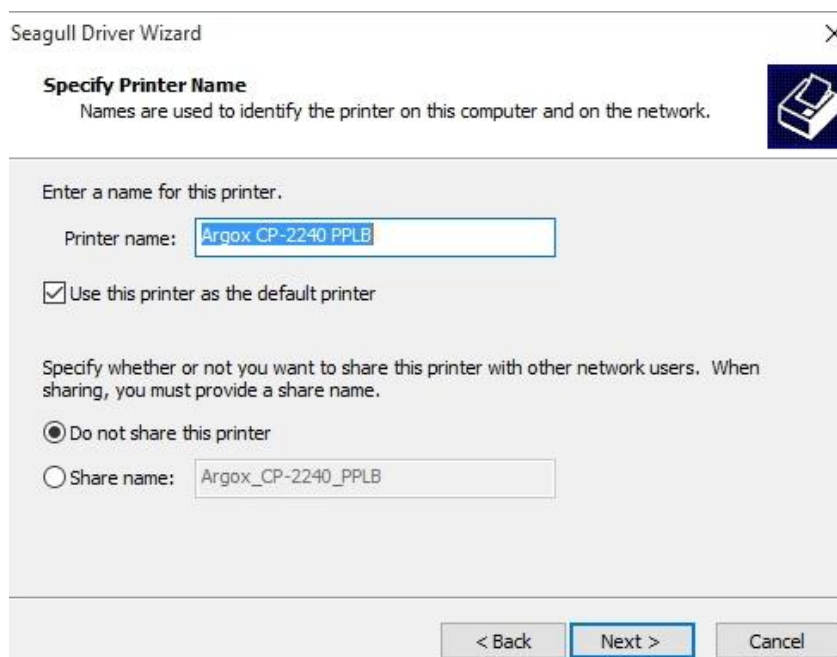 Seagull Driver Wizard
Specify Printer Name
Names are used to identify the printer on this computer and on the network.
Enter a name for this printer.
Printer name: Argox CP-2240 PPLB
Use this printer as the default printer
Specify whether or not you want to share this printer with other network users. When
sharing, you must provide a share name.
Do not share this printer
Share name: Argox_CP-2240_PPLB
< Back Next > Cancel